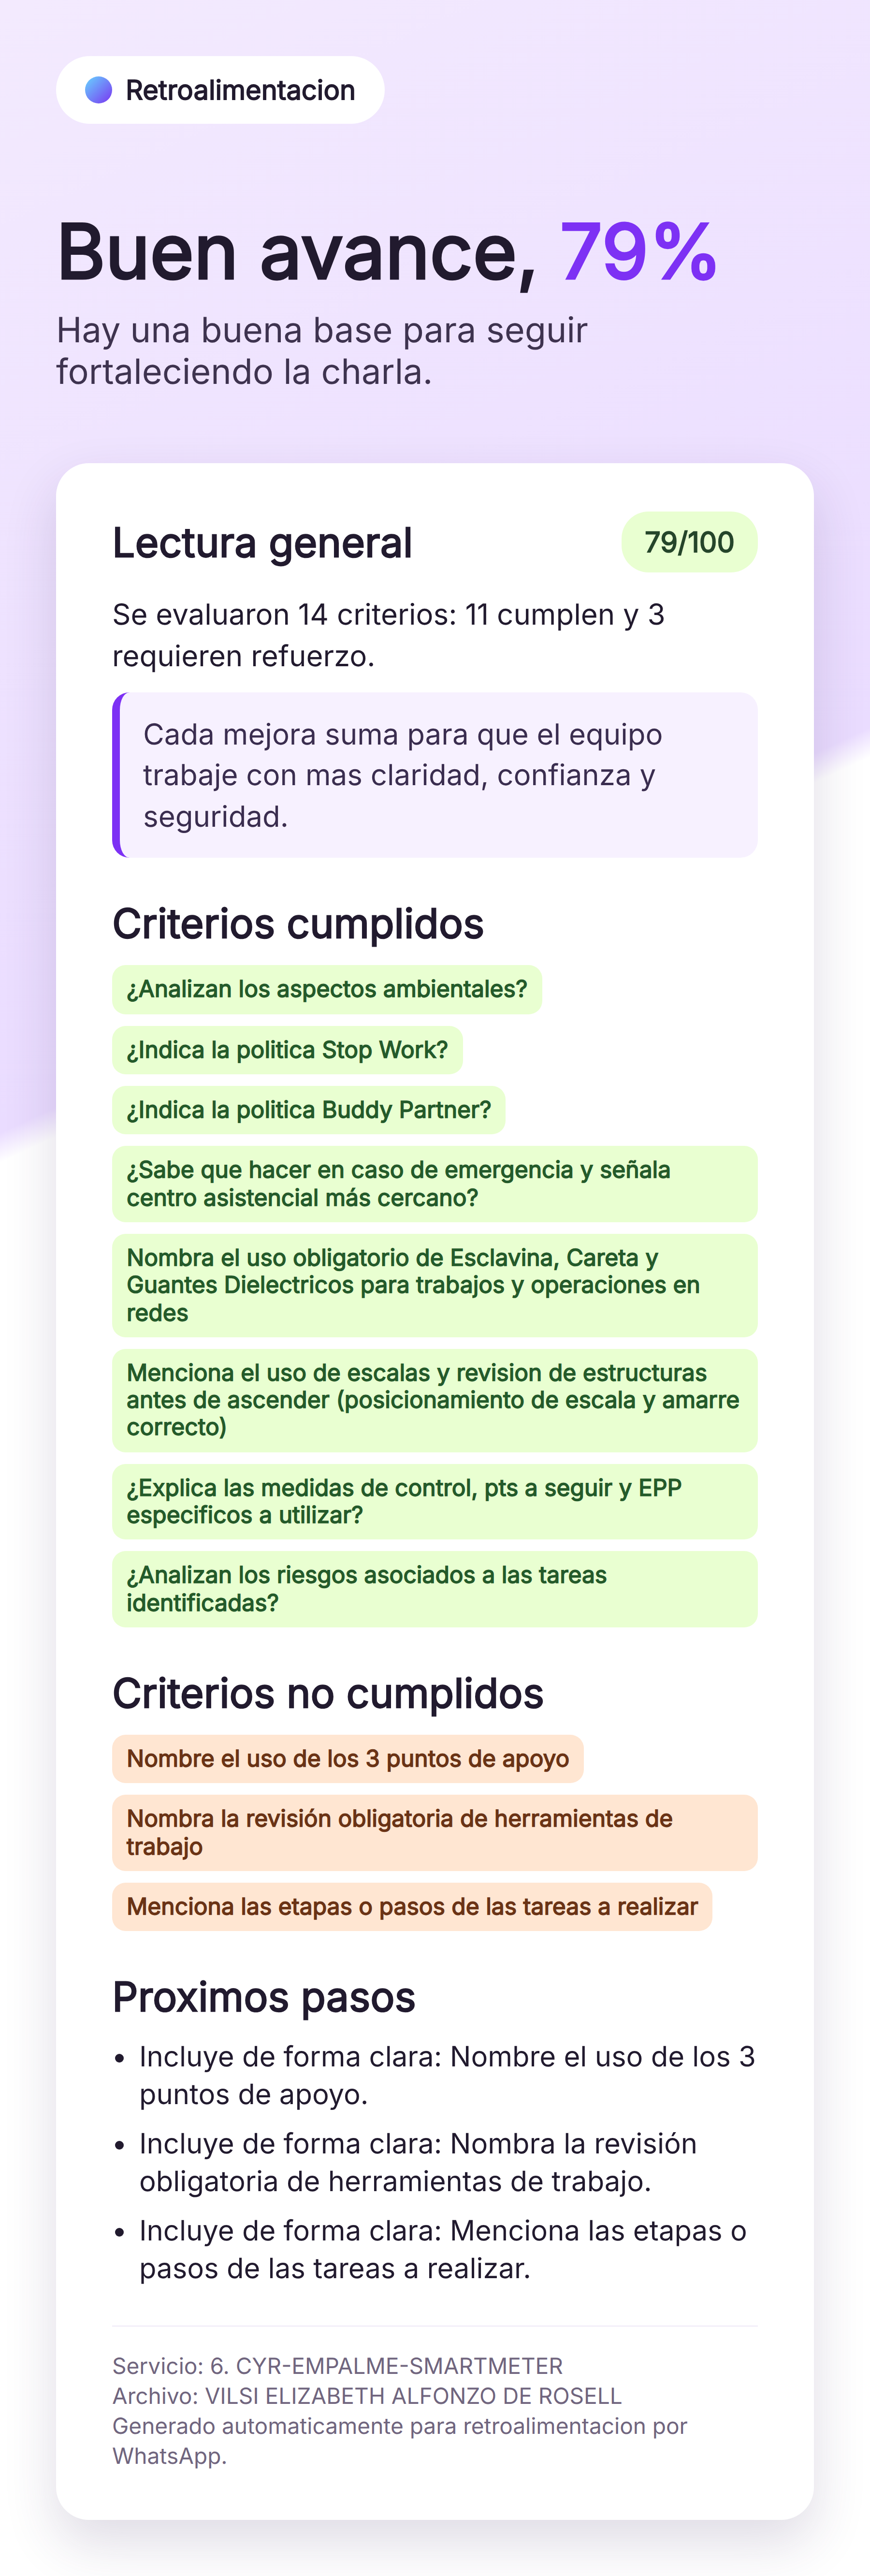 Retroalimentacion
Buen avance, 79%
Hay una buena base para seguir
fortaleciendo la charla.
Lectura general
79/100
Se evaluaron 14 criterios: 11 cumplen y 3
requieren refuerzo.
Cada mejora suma para que el equipo
trabaje con mas claridad, confianza y
seguridad.
Criterios cumplidos
¿Analizan los aspectos ambientales?
¿Indica la politica Stop Work?
¿Indica la politica Buddy Partner?
¿Sabe que hacer en caso de emergencia y señala
centro asistencial más cercano?
Nombra el uso obligatorio de Esclavina, Careta y
Guantes Dielectricos para trabajos y operaciones en
redes
Menciona el uso de escalas y revision de estructuras
antes de ascender (posicionamiento de escala y amarre
correcto)
¿Explica las medidas de control, pts a seguir y EPP
especificos a utilizar?
¿Analizan los riesgos asociados a las tareas
identificadas?
Criterios no cumplidos
Nombre el uso de los 3 puntos de apoyo
Nombra la revisión obligatoria de herramientas de
trabajo
Menciona las etapas o pasos de las tareas a realizar
Proximos pasos
• Incluye de forma clara: Nombre el uso de los 3
puntos de apoyo.
• Incluye de forma clara: Nombra la revisión
obligatoria de herramientas de trabajo.
• Incluye de forma clara: Menciona las etapas o
pasos de las tareas a realizar.
Servicio: 6. CYR-EMPALME-SMARTMETER
Archivo: VILSI ELIZABETH ALFONZO DE ROSELL
Generado automaticamente para retroalimentacion por
WhatsApp.